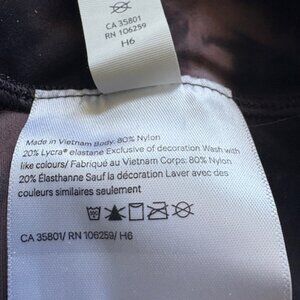 CA 35801
RN 106259
H6
Made in Vietnam Body: 80% Nylon
20% Lycra® elastane Exclusive of decoration Wash with
like colours/ Fabriqué au Vietnam Corps: 80% Nylon
20% Élasthanne Sauf la décoration Laver avec des
couleurs similaires seulement
CA 35801/ RN 106259/ H6